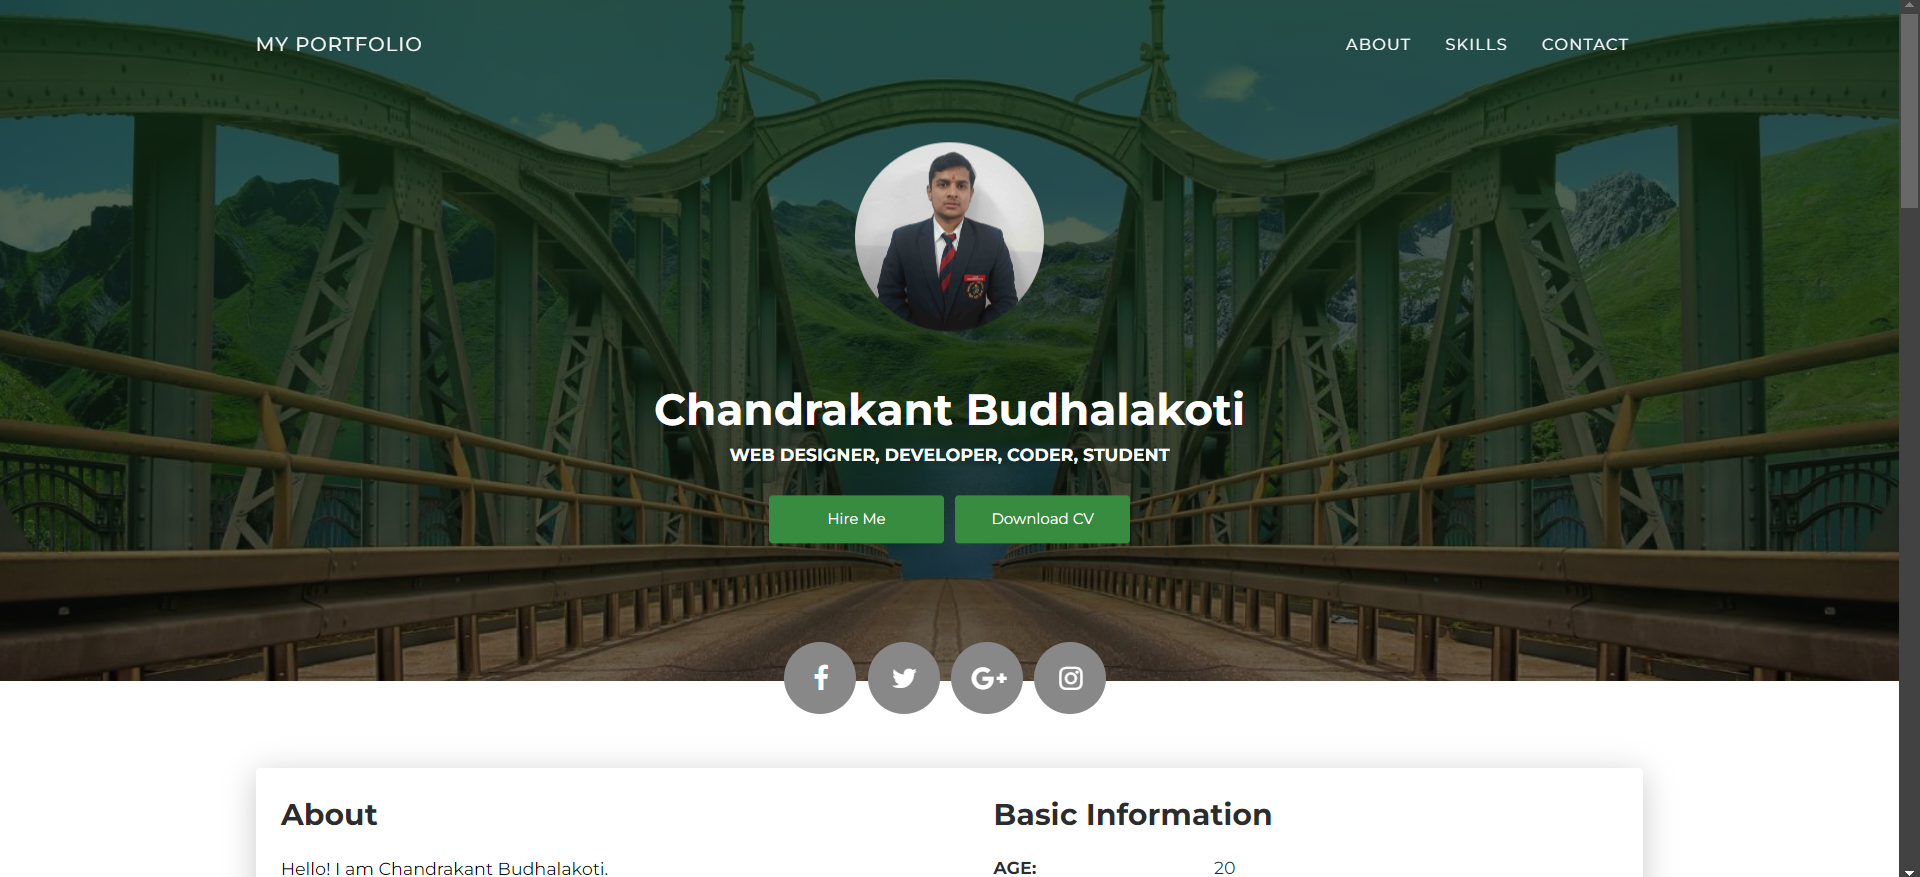 MY PORTFOLIO
ABOUT SKILLS CONTACT
Chandrakant Budhalakoti
WEB DESIGNER, DEVELOPER, CODER, STUDENT
Hire Me
Download CV
About
Hello! I am Chandrakant Budhalakoti.
Basic Information
AGE: 20